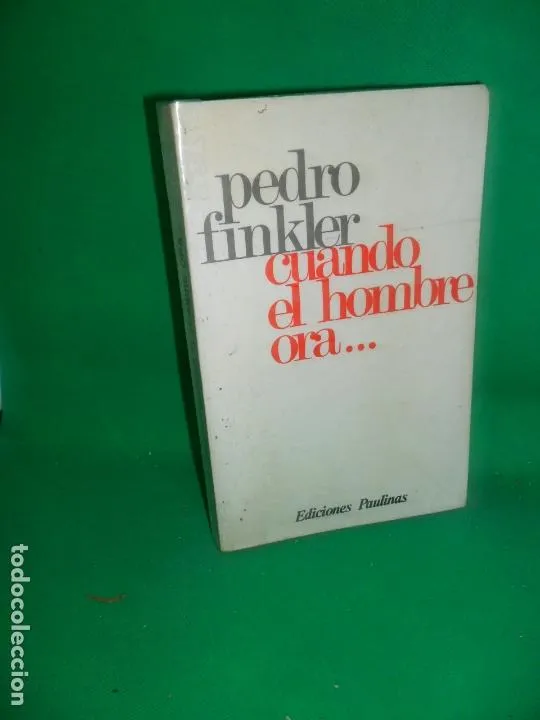 pedro
finkler
cuando
el hombre
ora...
Ediciones Paulinas
todocoleccion